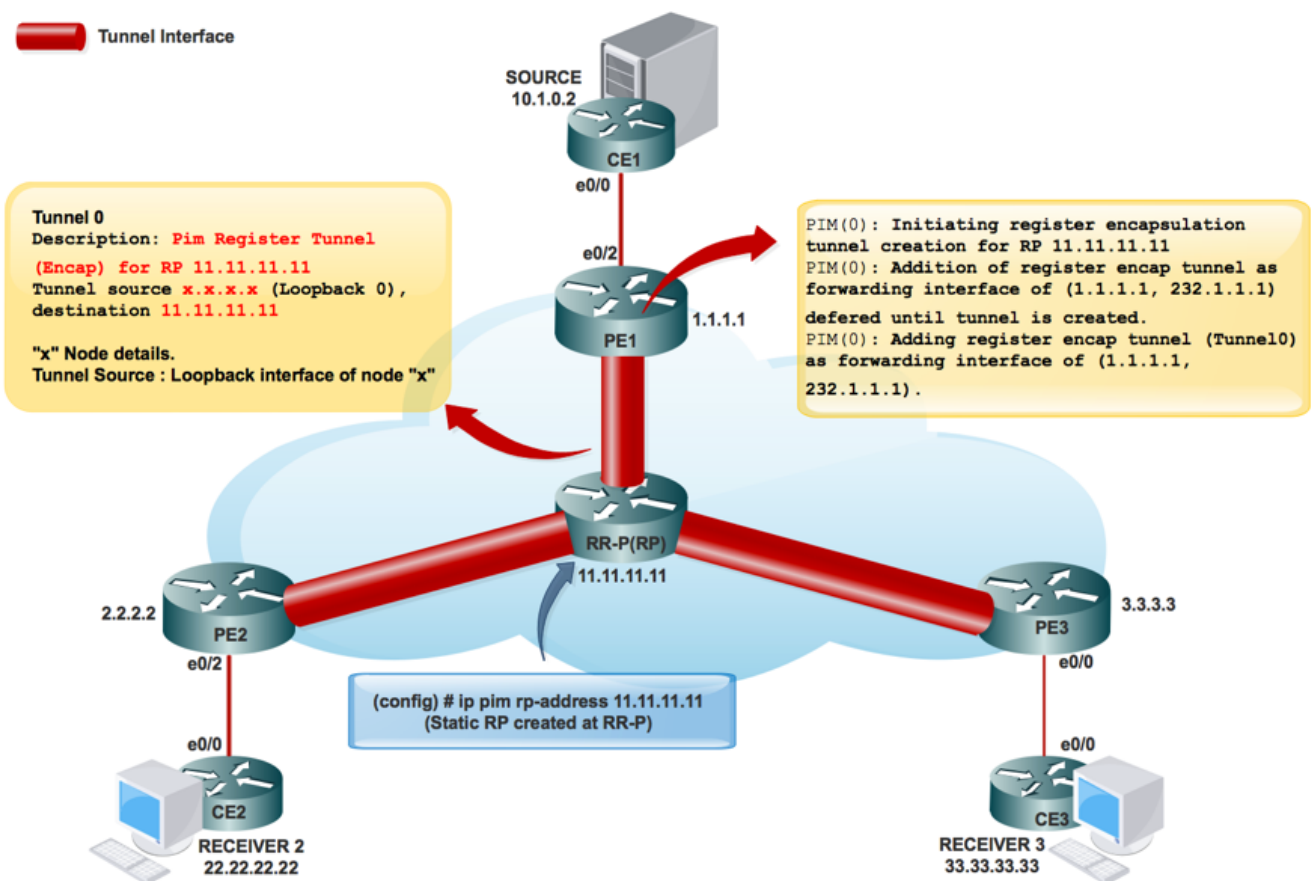 Tunnel Interface
SOURCE
10.1.0.2
CE1
e0/0
Tunnel 0
Description: Pim Register Tunnel
(Encap) for RP 11.11.11.11
Tunnel source x.x.x.x (Loopback 0),
destination 11.11.11.11
"x" Node details.
Tunnel Source : Loopback interface of node "x"
PIM(0): Initiating register encapsulation
tunnel creation for RP 11.11.11.11
PIM(0): Addition of register encap tunnel as
forwarding interface of (1.1.1.1, 232.1.1.1)
defered until tunnel is created.
PIM(0): Adding register encap tunnel (Tunnel0)
as forwarding interface of (1.1.1.1,
232.1.1.1).
e0/2
1.1.1.1
PE1
RR-P(RP)
11.11.11.11
2.2.2.2
PE2
e0/2
3.3.3.3
PE3
e0/0
(config) # ip pim rp-address 11.11.11.11
(Static RP created at RR-P)
e0/0
CE2
RECEIVER 2
22.22.22.22
e0/0
CE3
RECEIVER 3
33.33.33.33